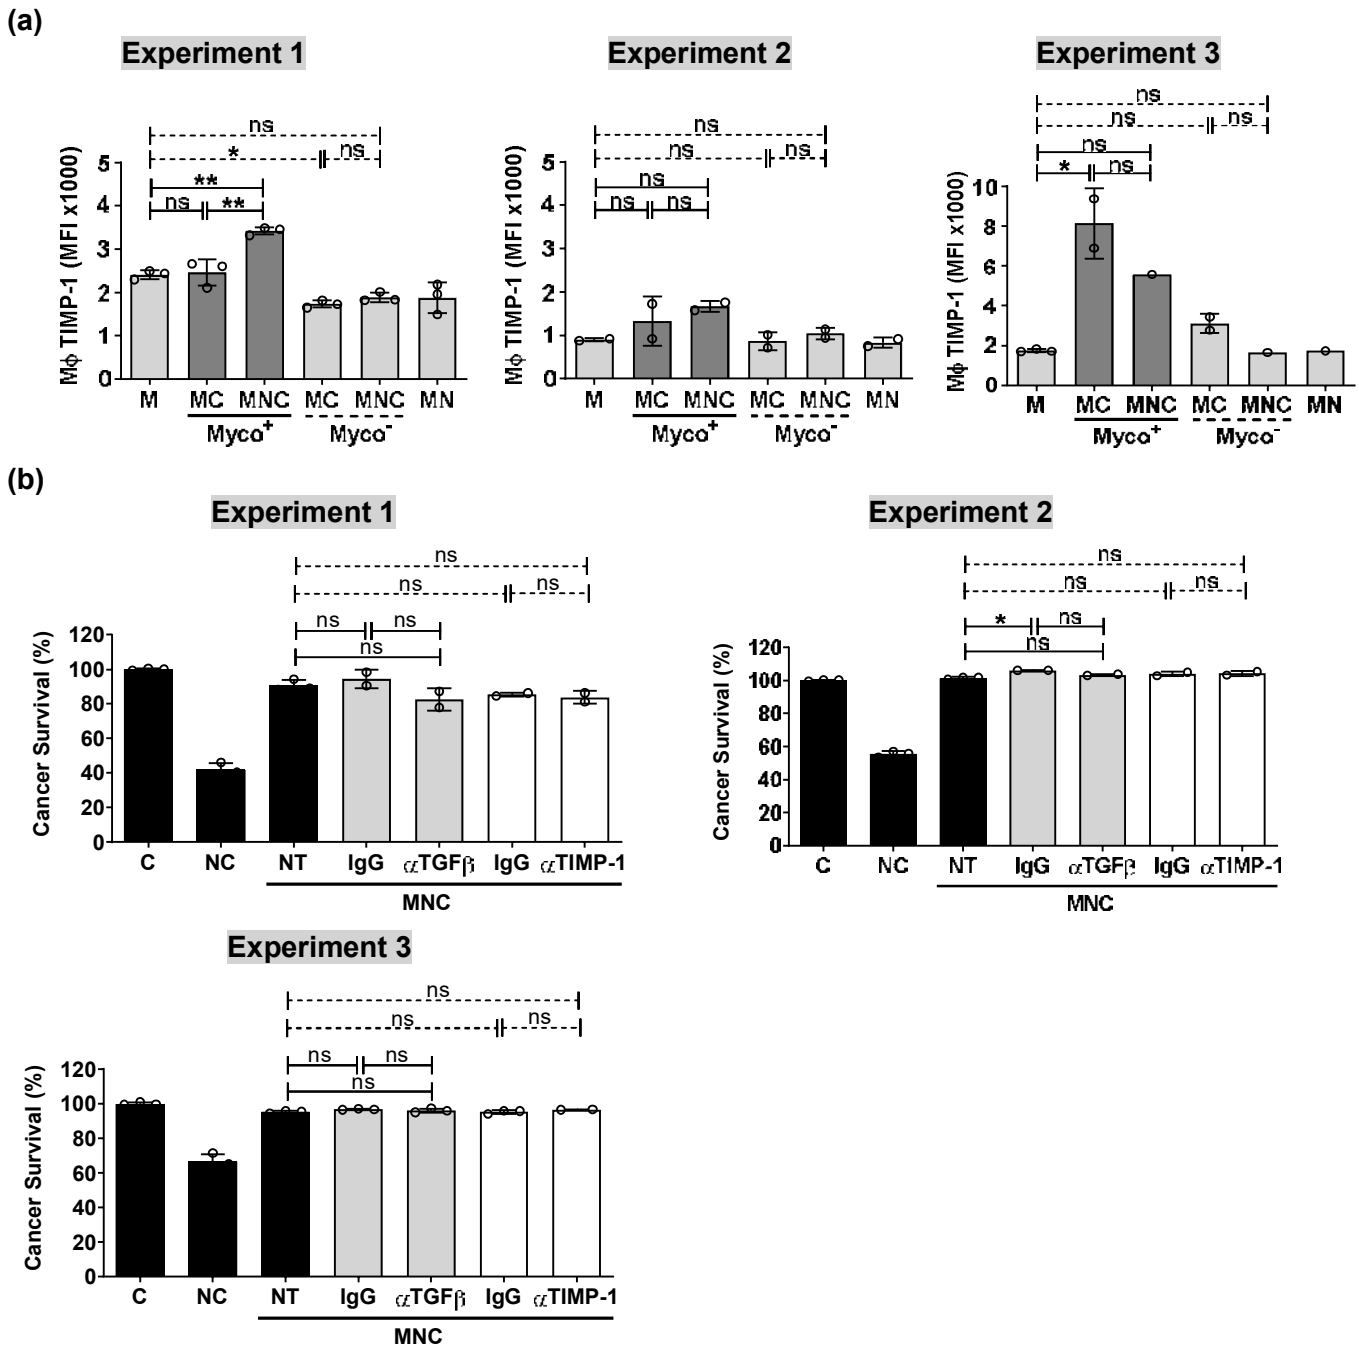 (a)
Experiment 1
Experiment 2
Experiment 3
ns
* ns
**
ns **
Mϕ TIMP-1 (MFI x1000)
5
4
3
2
1
0
M MC MNC MC MNC MN
Myco⁺ Myco⁻
ns
ns ns
ns
ns ns
Mϕ TIMP-1 (MFI x1000)
5
4
3
2
1
0
M MC MNC MC MNC MN
Myco⁺ Myco⁻
ns
ns ns
ns
* ns
Mϕ TIMP-1 (MFI x1000)
10
8
6
4
2
0
M MC MNC MC MNC MN
Myco⁺ Myco⁻
(b)
Experiment 1
ns
ns ns
ns ns
ns
Cancer Survival (%)
120
100
80
60
40
20
0
C NC NT IgG αTGFβ IgG αTIMP-1
MNC
Experiment 2
ns
ns ns
* ns
ns
Cancer Survival (%)
120
100
80
60
40
20
0
C NC NT IgG αTGFβ IgG αTIMP-1
MNC
Experiment 3
ns
ns ns
ns ns
ns
Cancer Survival (%)
120
100
80
60
40
20
0
C NC NT IgG αTGFβ IgG αTIMP-1
MNC